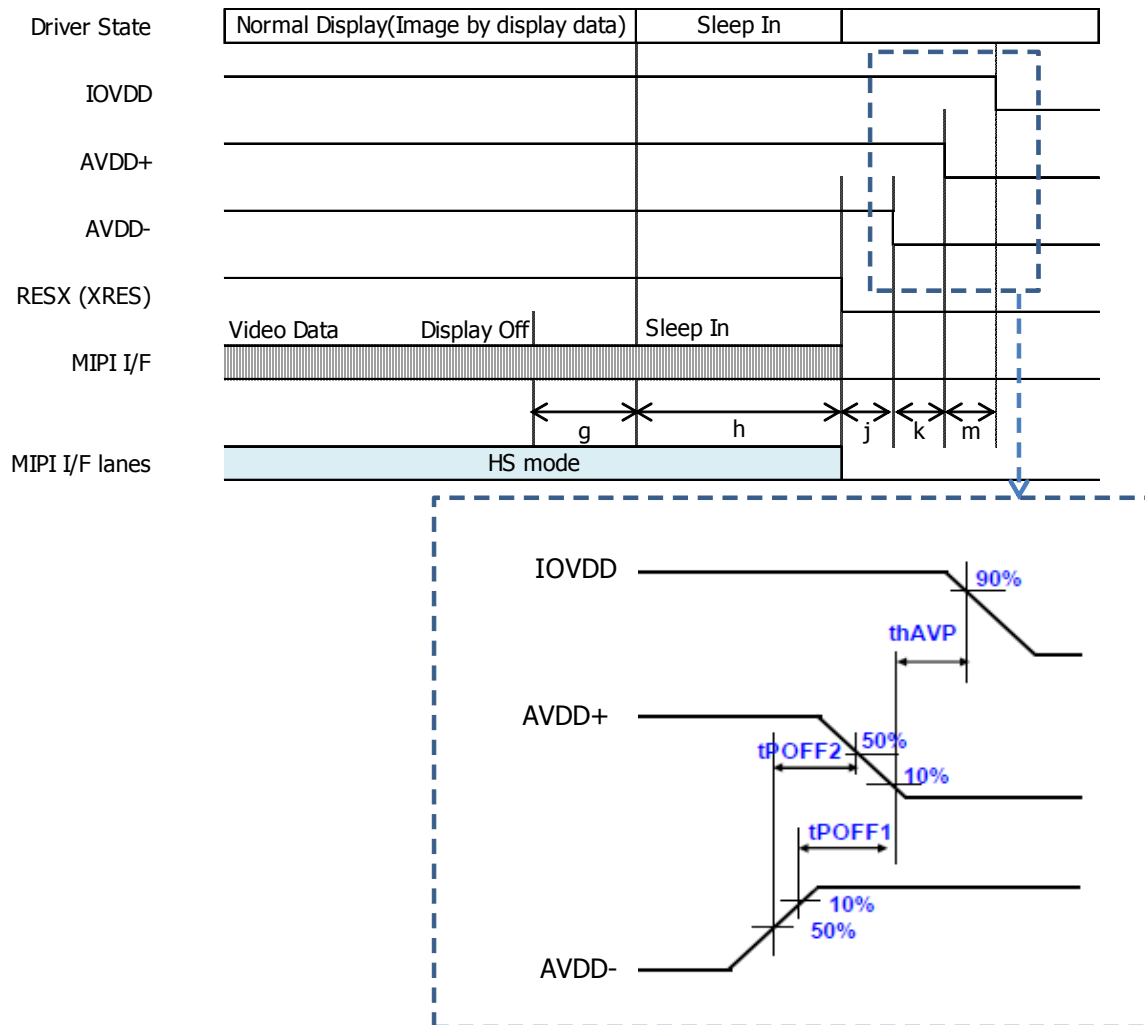 Driver State
Normal Display(Image by display data)
Sleep In
IOVDD
AVDD+
AVDD-
RESX (XRES)
Video Data
Display Off
Sleep In
MIPI I/F
g
h
j
k
m
MIPI I/F lanes
HS mode
IOVDD
90%
thAVP
AVDD+
50%
tPOFF2
10%
tPOFF1
10%
50%
AVDD-